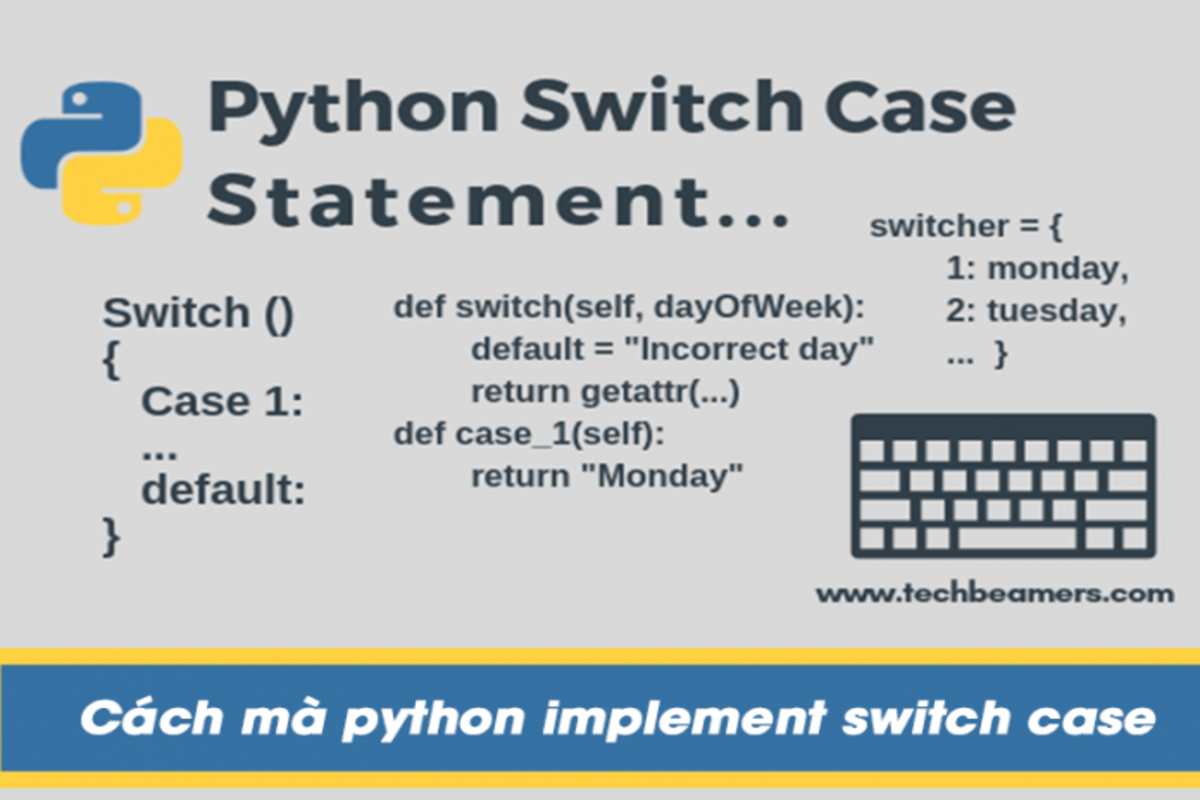 Python Switch Case
Statement...
Switch ()
{
Case 1:
...
default:
}
def switch(self, dayOfWeek):
default = "Incorrect day"
return getattr(...)
def case_1(self):
return "Monday"
switcher = {
1: monday,
2: tuesday,
... }
www.techbeamers.com
Cách mà python implement switch case